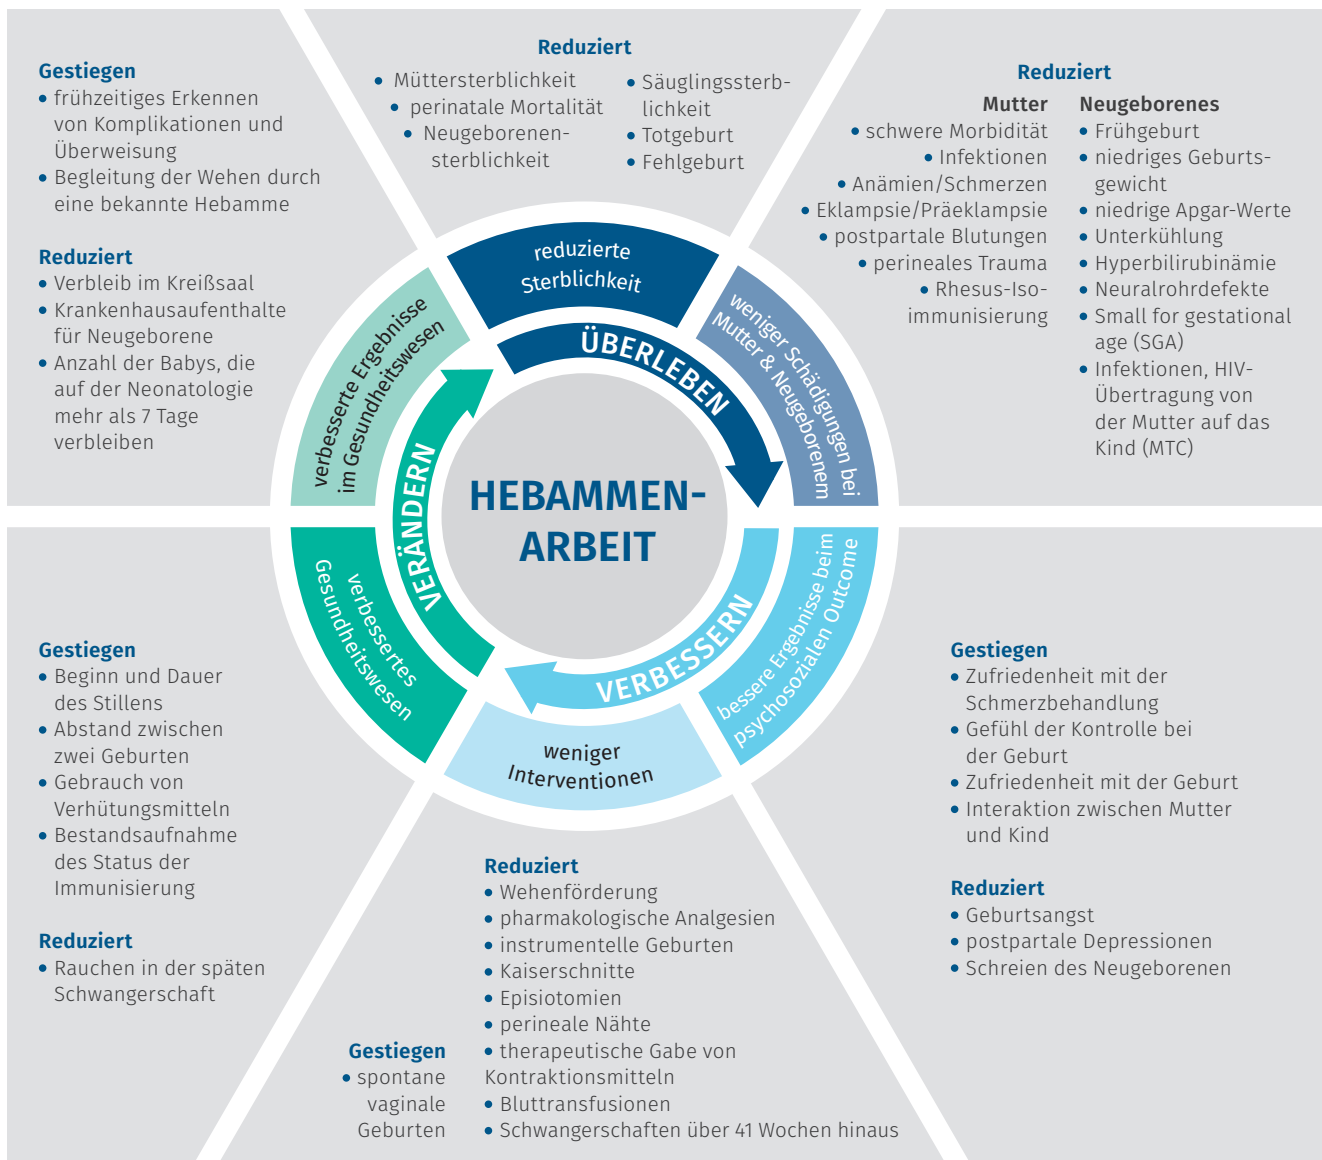 HEBAMMEN-
ARBEIT
ÜBERLEBEN
VERBESSERN
VERÄNDERN
reduzierte
Sterblichkeit
Reduziert
• Müttersterblichkeit
• perinatale Mortalität
• Neugeborenen-
sterblichkeit
• Säuglingssterb-
lichkeit
• Totgeburt
• Fehlgeburt
weniger Schädigungen bei
Mutter & Neugeborenem
Reduziert
Mutter
• schwere Morbidität
• Infektionen
• Anämien/Schmerzen
• Eklampsie/Präeklampsie
• postpartale Blutungen
• perineales Trauma
• Rhesus-Iso-
immunisierung
Neugeborenes
• Frühgeburt
• niedriges Geburts-
gewicht
• niedrige Apgar-Werte
• Unterkühlung
• Hyperbilirubinämie
• Neuralrohrdefekte
• Small for gestational
age (SGA)
• Infektionen, HIV-
Übertragung von
der Mutter auf das
Kind (MTC)
bessere Ergebnisse beim
psychosozialen Outcome
Gestiegen
• Zufriedenheit mit der
Schmerzbehandlung
• Gefühl der Kontrolle bei
der Geburt
• Zufriedenheit mit der Geburt
• Interaktion zwischen Mutter
und Kind
Reduziert
• Geburtsangst
• postpartale Depressionen
• Schreien des Neugeborenen
weniger
Interventionen
Reduziert
• Wehenförderung
• pharmakologische Analgesien
• instrumentelle Geburten
• Kaiserschnitte
• Episiotomien
• perineale Nähte
• therapeutische Gabe von
Kontraktionsmitteln
• Bluttransfusionen
• Schwangerschaften über 41 Wochen hinaus
Gestiegen
• spontane
vaginale
Geburten
verbessertes
Gesundheitswesen
Gestiegen
• Beginn und Dauer
des Stillens
• Abstand zwischen
zwei Geburten
• Gebrauch von
Verhütungsmitteln
• Bestandsaufnahme
des Status der
Immunisierung
Reduziert
• Rauchen in der späten
Schwangerschaft
verbesserte Ergebnisse
im Gesundheitswesen
Gestiegen
• frühzeitiges Erkennen
von Komplikationen und
Überweisung
• Begleitung der Wehen durch
eine bekannte Hebamme
Reduziert
• Verbleib im Kreißsaal
• Krankenhausaufenthalte
für Neugeborene
• Anzahl der Babys, die
auf der Neonatologie
mehr als 7 Tage
verbleiben